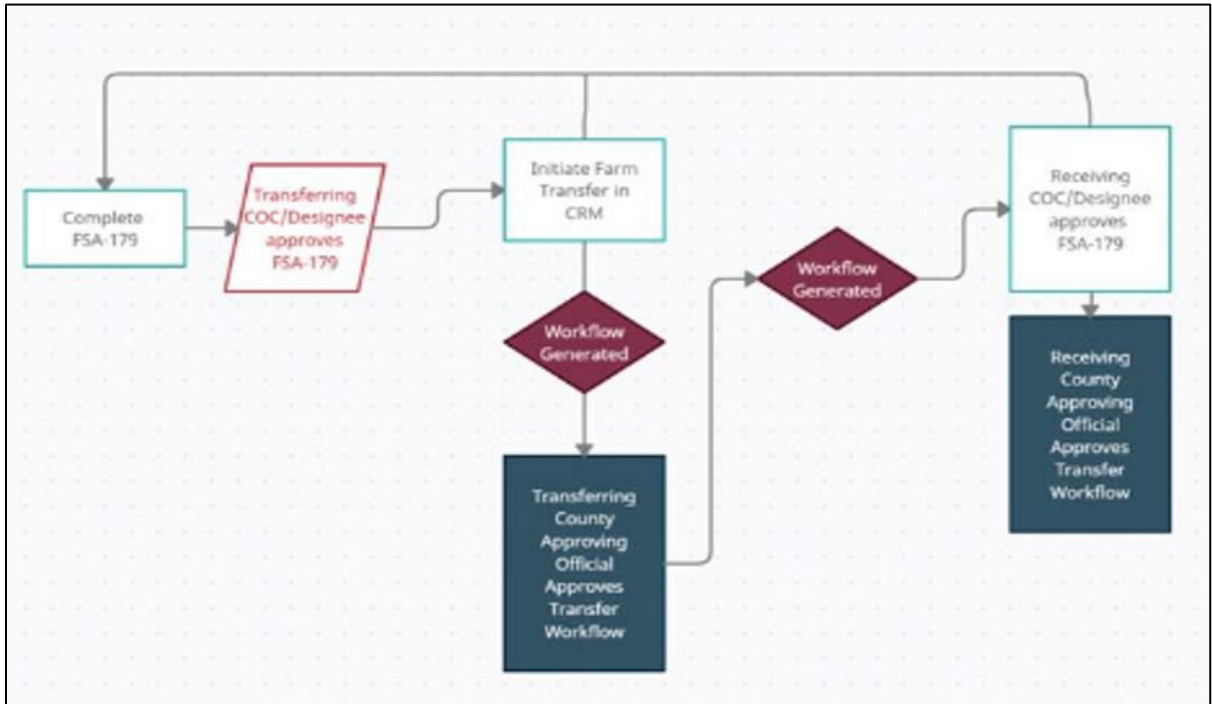 Complete
FSA-179
Transferring
COC/Designee
approves
FSA-179
Initiate Farm
Transfer in
CRM
Workflow
Generated
Transferring
County
Approving
Official
Approves
Transfer
Workflow
Workflow
Generated
Receiving
COC/Designee
approves
FSA-179
Receiving
County
Approving
Official
Approves
Transfer
Workflow